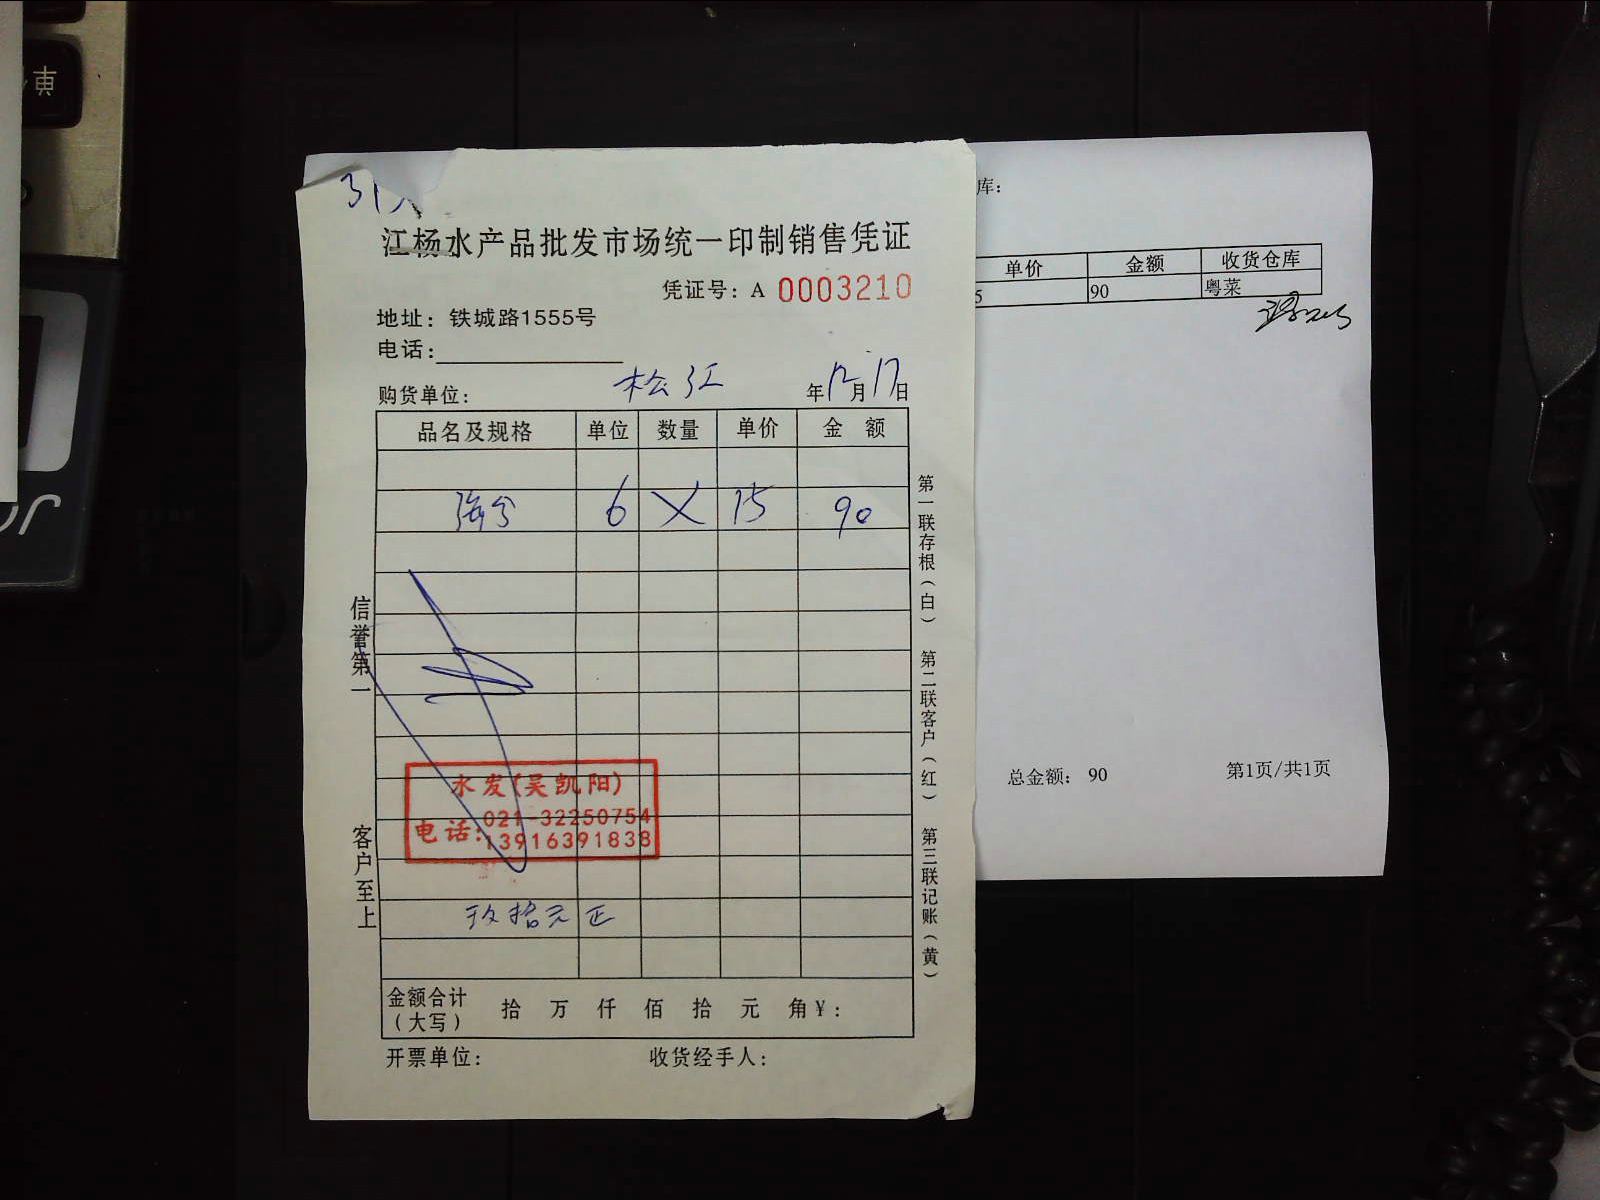 江杨水产品批发市场统一印制销售凭证
凭证号：A 0003210
地址：铁城路1555号
电话：
购货单位： 松江 年12月17日
品名及规格 单位 数量 单价 金 额
6 × 15 90
信誉第一
客户至上
水发(吴凯阳)
电话：021-32250754
13916391838
玖拾元正
金额合计（大写） 拾 万 仟 佰 拾 元 角￥：
开票单位： 收货经手人：
第一联存根（白） 第二联客户（红） 第三联记账（黄）
库：
单价 金额 收货仓库
5 90 粤菜
总金额： 90 第1页/共1页